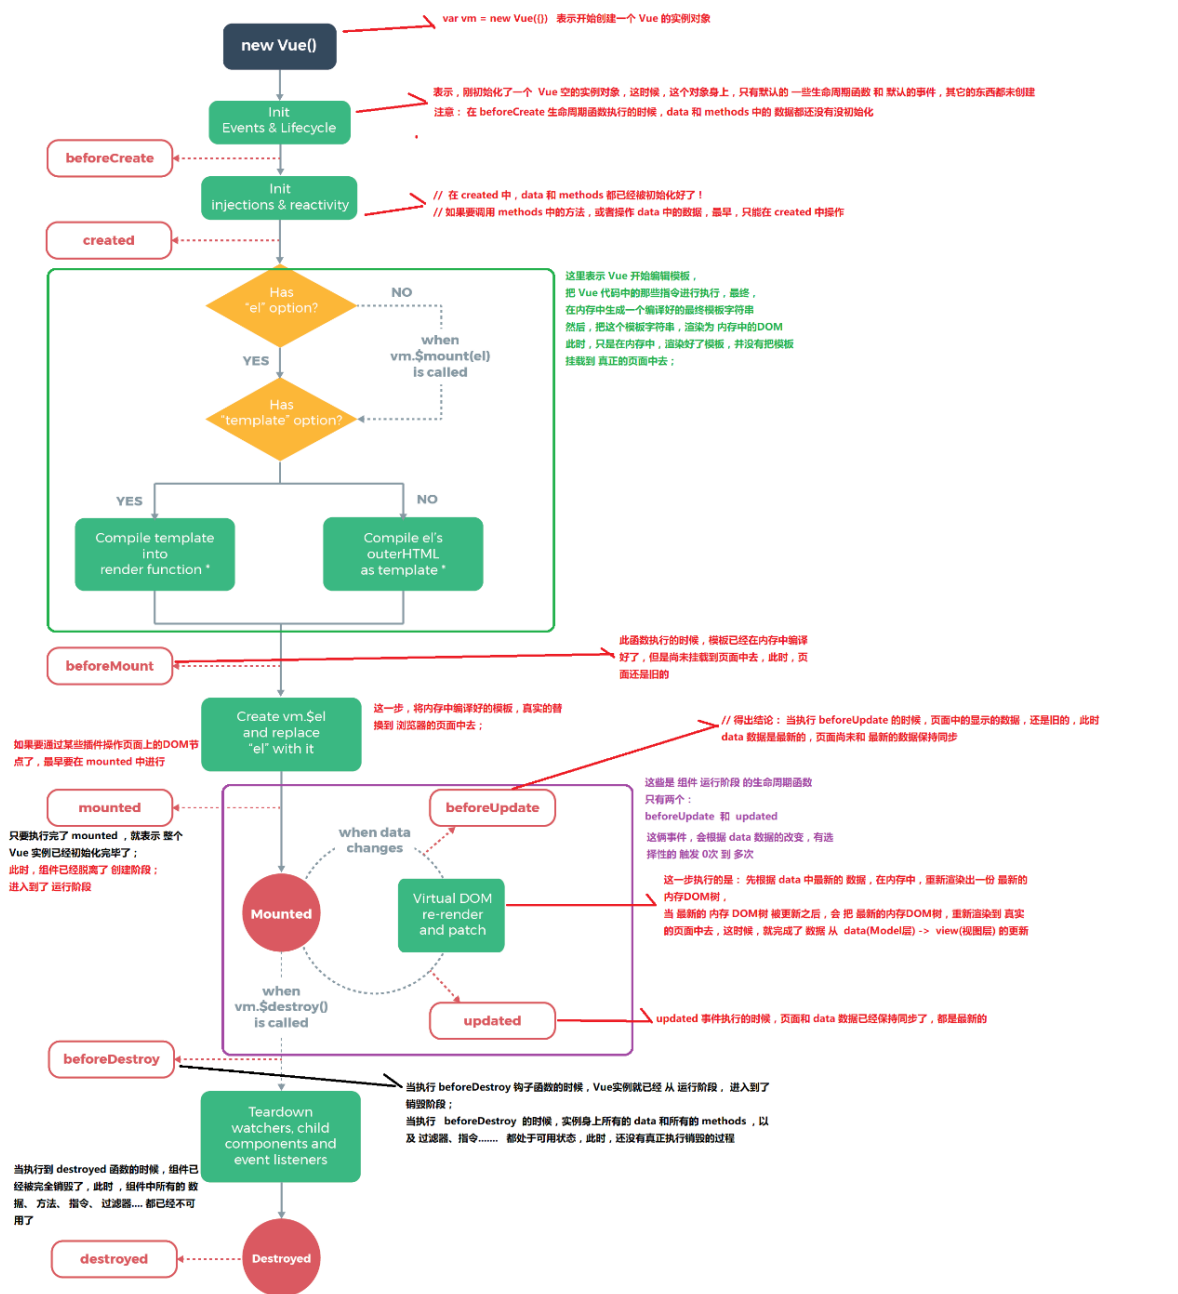 var vm = new Vue({})   表示开始创建一个 Vue 的实例对象
new Vue()
表示，刚初始化了一个 Vue 空的实例对象，这时候，这个对象身上，只有默认的 一些生命周期函数 和 默认的事件，其它的东西都未创建
注意： 在 beforeCreate 生命周期函数执行的时候，data 和 methods 中的 数据都还没有没初始化
Init
Events & Lifecycle
beforeCreate
Init
injections & reactivity
// 在 created 中，data 和 methods 都已经被初始化好了！
// 如果要调用 methods 中的方法，或者操作 data 中的数据，最早，只能在 created 中操作
created
这里表示 Vue 开始编辑模板，
把 Vue 代码中的那些指令进行执行，最终，
在内存中生成一个编译好的最终模板字符串
然后，把这个模板字符串，渲染为 内存中的DOM
此时，只是在内存中，渲染好了模板，并没有把模板
挂载到 真正的页面中去；
Has
“el” option?
NO
when
vm.$mount(el)
is called
YES
Has
“template” option?
YES
NO
Compile template
into
render function *
Compile el’s
outerHTML
as template *
此函数执行的时候，模板已经在内存中编译
好了，但是尚未挂载到页面中去，此时，页
面还是旧的
beforeMount
Create vm.$el
and replace
“el” with it
这一步，将内存中编译好的模板，真实的替
换到 浏览器的页面中去；
// 得出结论： 当执行 beforeUpdate 的时候，页面中的显示的数据，还是旧的，此时
data 数据是最新的，页面尚未和 最新的数据保持同步
如果要通过某些插件操作页面上的DOM节
点了，最早要在 mounted 中进行
mounted
只要执行完了 mounted ，就表示 整个
Vue 实例已经初始化完毕了；
此时，组件已经脱离了 创建阶段；
进入到了 运行阶段
beforeUpdate
这些是 组件 运行阶段 的生命周期函数
只有两个：
beforeUpdate 和 updated
这俩事件，会根据 data 数据的改变，有选
择性的 触发 0次 到 多次
when data
changes
Mounted
Virtual DOM
re-render
and patch
这一步执行的是： 先根据 data 中最新的 数据，在内存中，重新渲染出一份 最新的
内存DOM树，
当 最新的 内存 DOM树 被更新之后，会 把 最新的内存DOM树，重新渲染到 真实
的页面中去，这时候，就完成了 数据 从 data(Model层) -> view(视图层) 的更新
when
vm.$destroy()
is called
updated
updated 事件执行的时候，页面和 data 数据已经保持同步了，都是最新的
beforeDestroy
当执行 beforeDestroy 钩子函数的时候，Vue实例就已经 从 运行阶段，进入到了
销毁阶段；
当执行 beforeDestroy 的时候，实例身上所有的 data 和所有的 methods ，以
及 过滤器、指令....... 都处于可用状态，此时，还没有真正执行销毁的过程
Teardown
watchers, child
components and
event listeners
当执行到 destroyed 函数的时候，组件已
经被完全销毁了，此时 ，组件中所有的 数
据、 方法、 指令、 过滤器.... 都已经不可
用了
destroyed
Destroyed